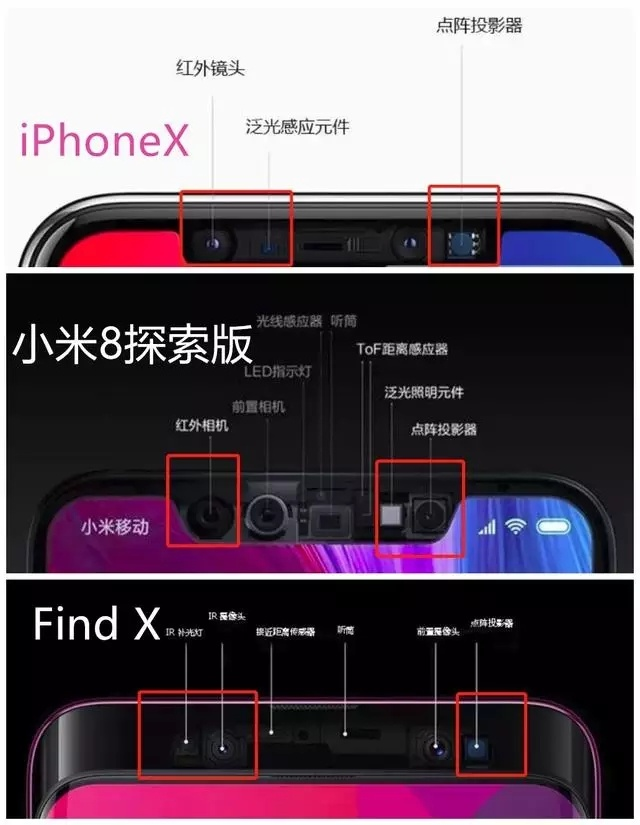 点阵投影器
红外镜头
泛光感应元件
iPhoneX
光线感应器 听筒
小米8探索版
ToF距离感应器
LED指示灯
泛光照明元件
前置相机
红外相机
点阵投影器
小米移动
Find X
IR 补光灯
IR 摄像头
接近距离传感器
听筒
前置摄像头
点阵投影器